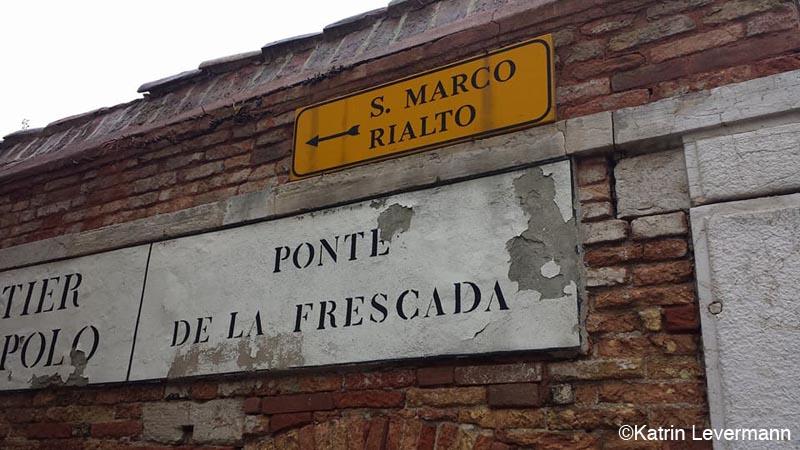 S. MARCO
RIALTO
PONTE
DE LA FRESCADA
TIER
POLO
©Katrin Levermann